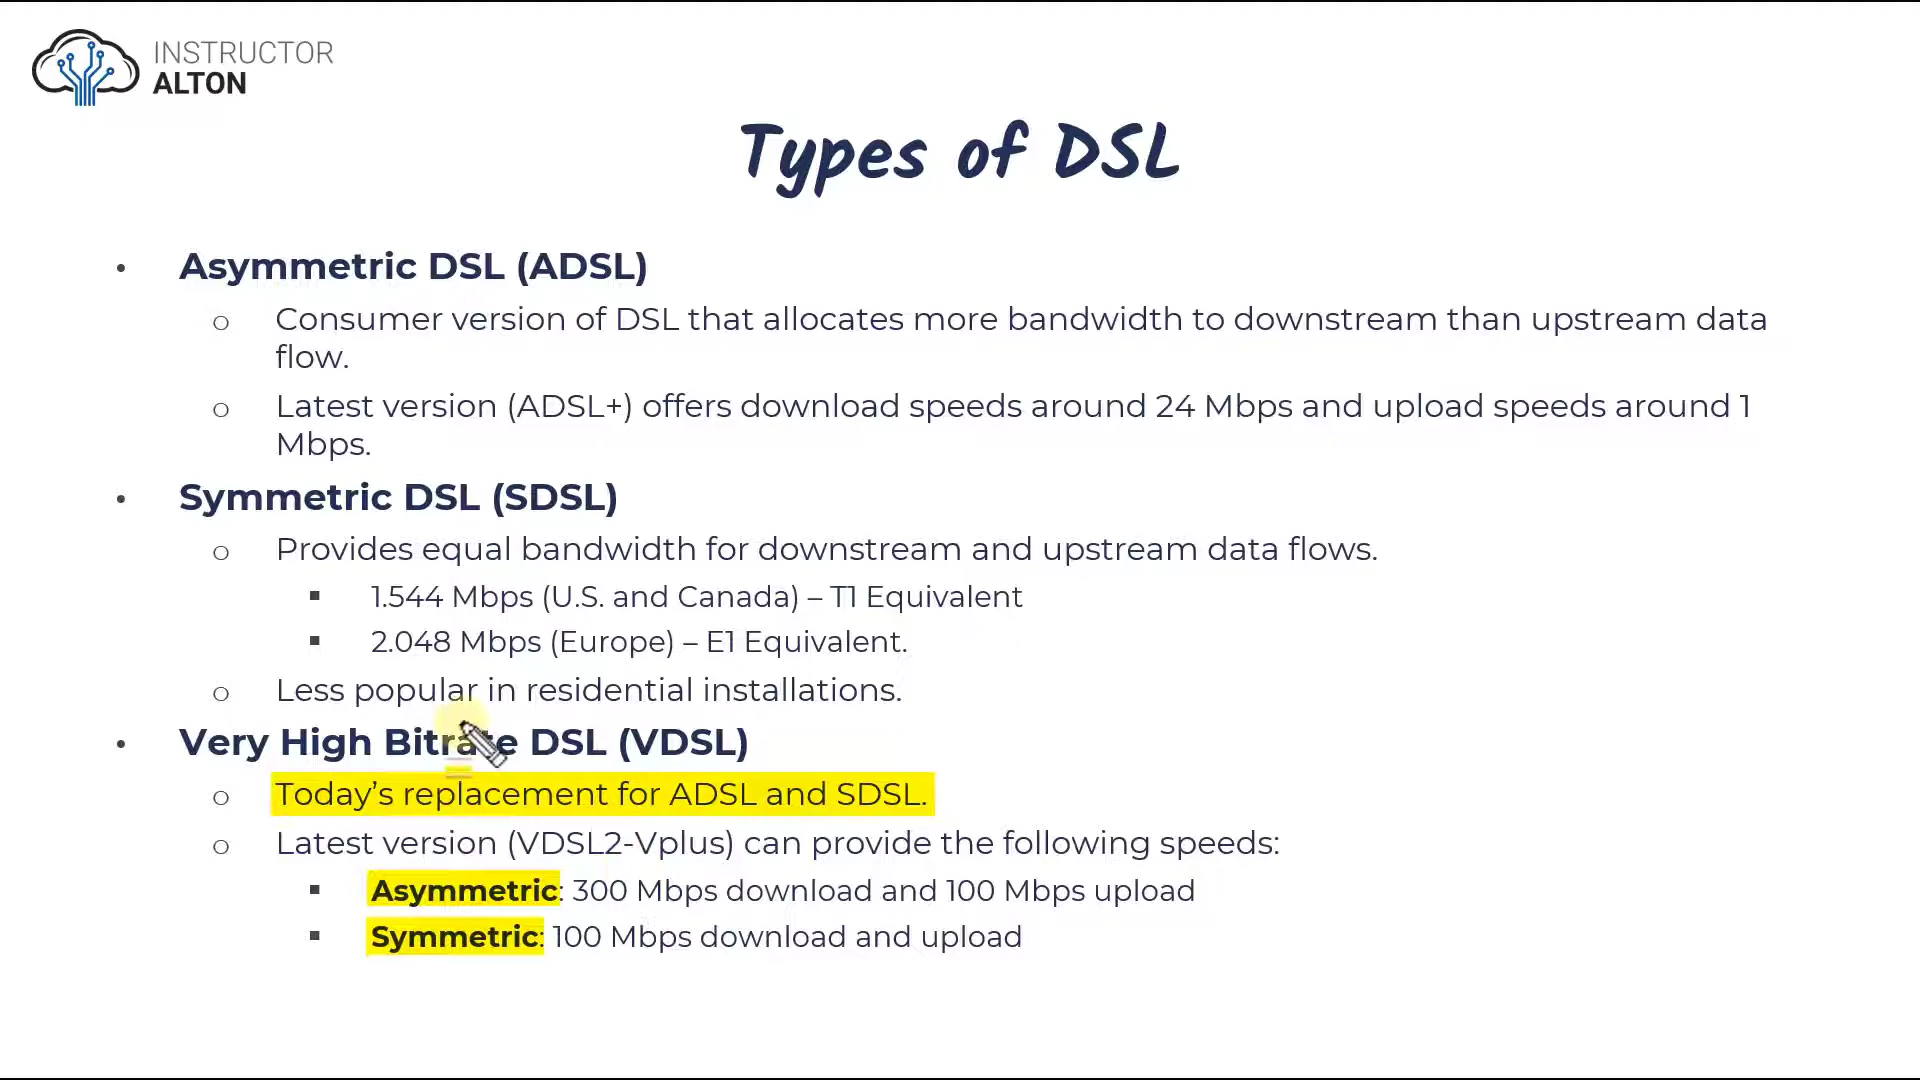 INSTRUCTOR
ALTON
Types of DSL
• Asymmetric DSL (ADSL)
o Consumer version of DSL that allocates more bandwidth to downstream than upstream data
flow.
o Latest version (ADSL+) offers download speeds around 24 Mbps and upload speeds around 1
Mbps.
• Symmetric DSL (SDSL)
o Provides equal bandwidth for downstream and upstream data flows.
▪ 1.544 Mbps (U.S. and Canada) – T1 Equivalent
▪ 2.048 Mbps (Europe) – E1 Equivalent.
o Less popular in residential installations.
• Very High Bitrate DSL (VDSL)
o Today’s replacement for ADSL and SDSL.
o Latest version (VDSL2-Vplus) can provide the following speeds:
▪ Asymmetric: 300 Mbps download and 100 Mbps upload
▪ Symmetric: 100 Mbps download and upload